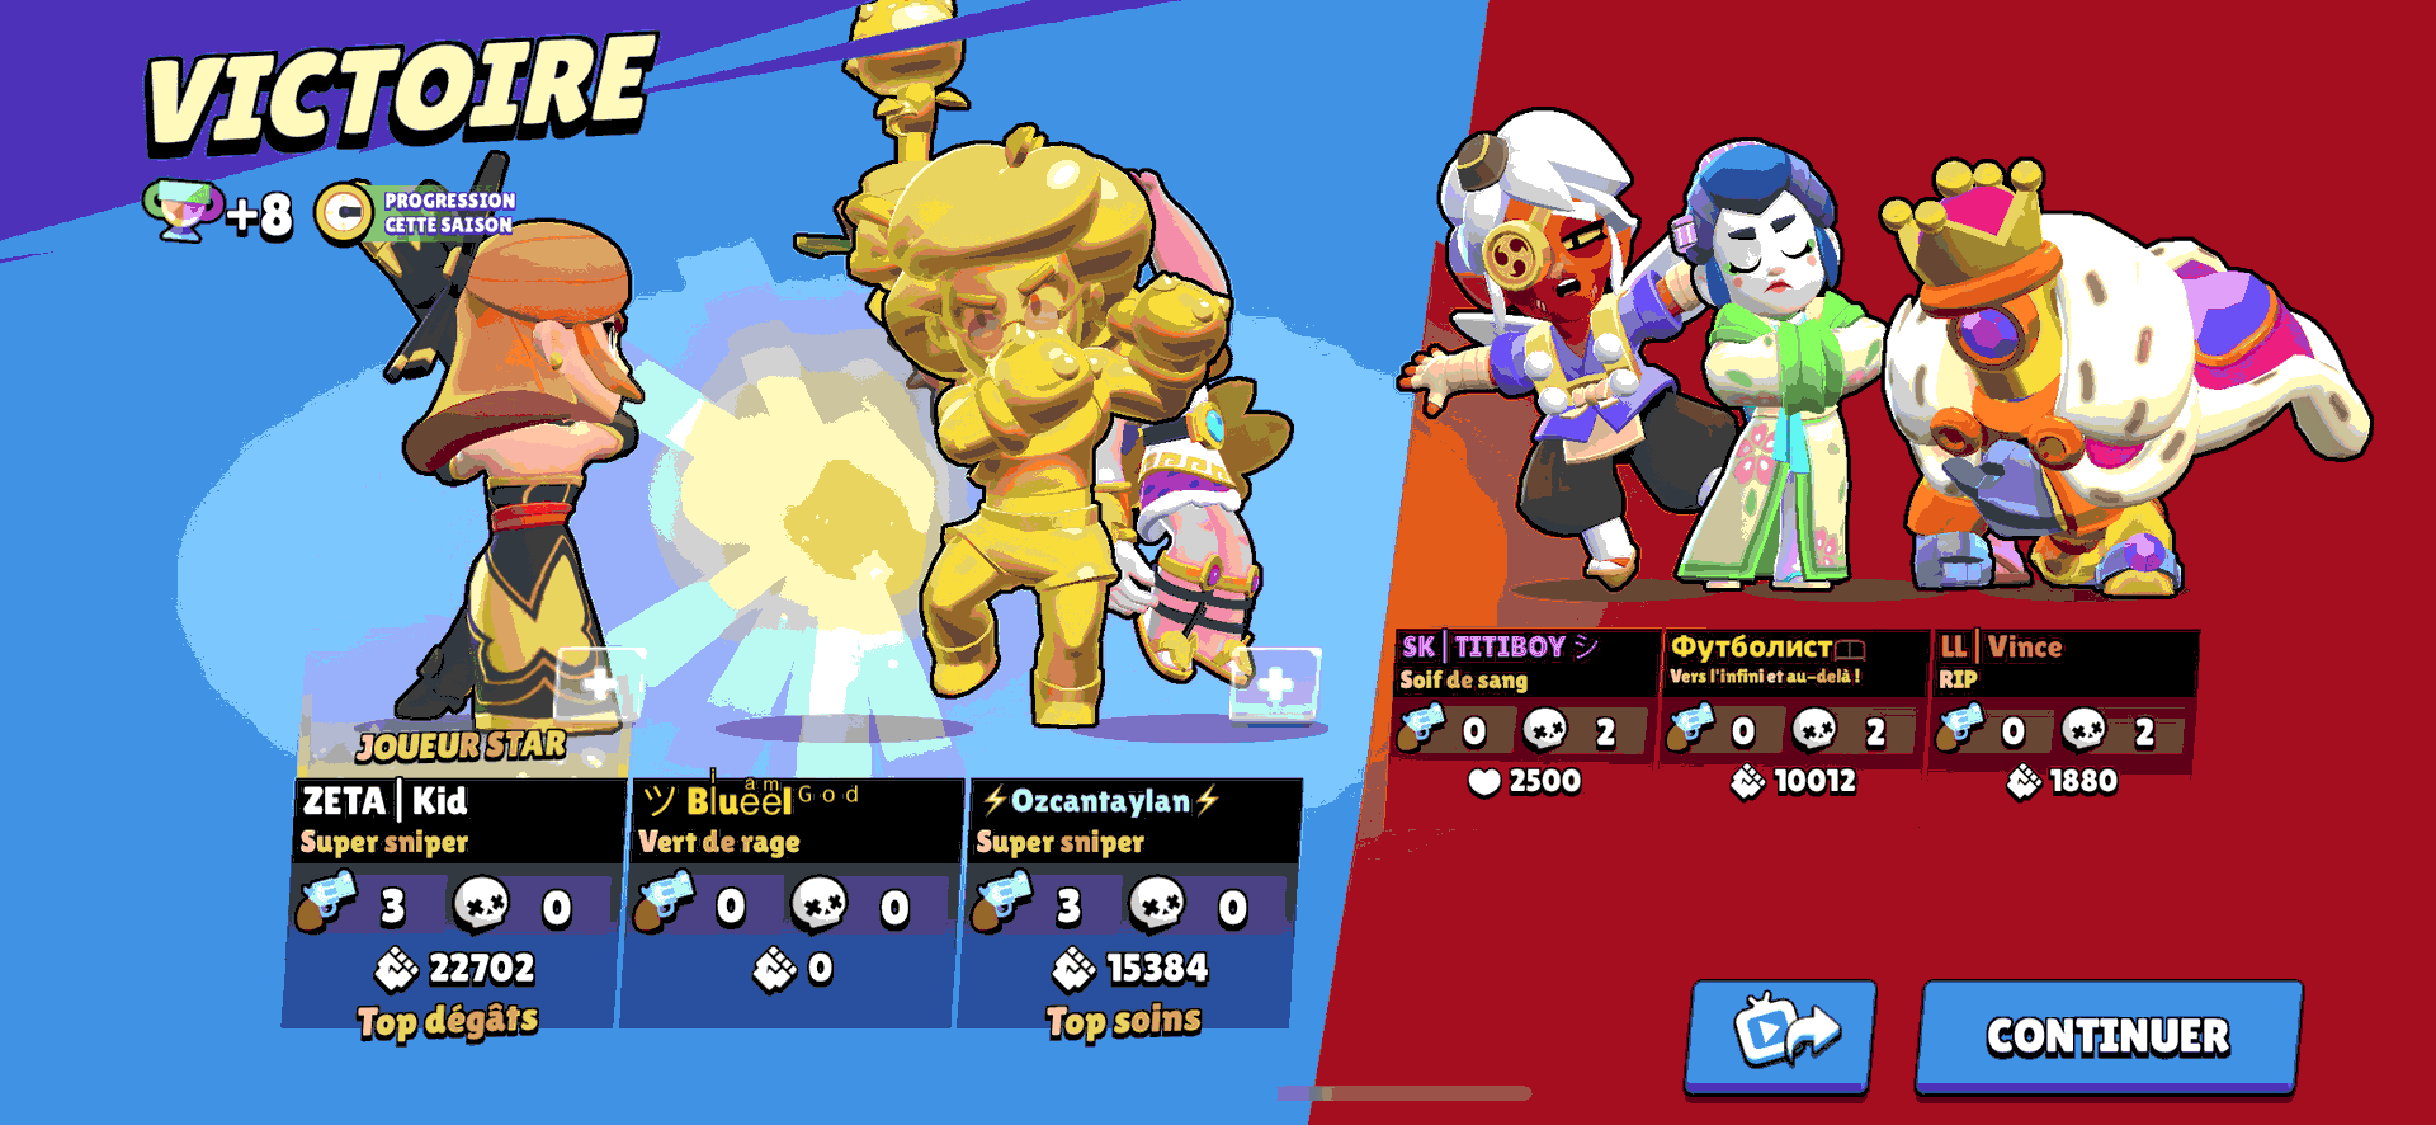 VICTOIRE
+8
PROGRESSION
CETTE SAISON
JOUEUR STAR
ZETA | Kid
Super sniper
3 0
22702
Top dégâts
Vert de rage
0 0
0
⚡Ozcantaylan⚡
Super sniper
3 0
15384
Top soins
SK | TITIBOY シ
Soif de sang
0 2
2500
Футболист
Vers l'infini et au-delà !
0 2
10012
LL | Vince
RIP
0 2
1880
CONTINUER